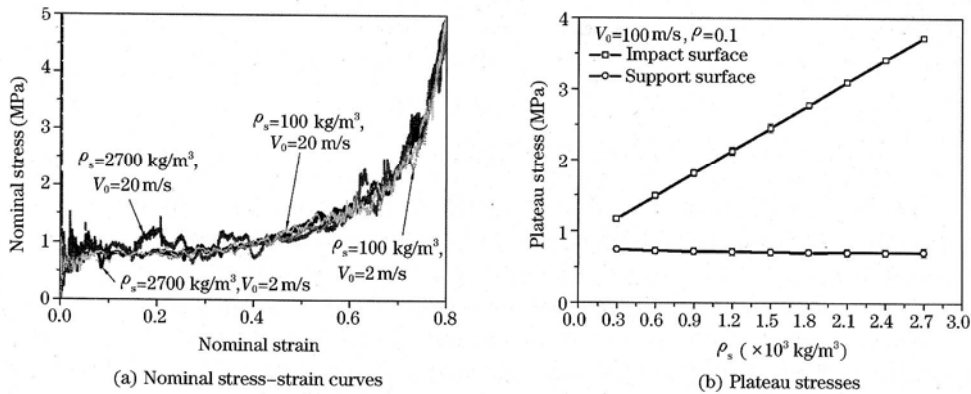 5
4
3
2
1
0
Nominal stress (MPa)
ρs=100 kg/m³,
V₀=20 m/s
ρs=2700 kg/m³,
V₀=20 m/s
ρs=100 kg/m³,
V₀=2 m/s
ρs=2700 kg/m³,V₀=2 m/s
0.0 0.2 0.4 0.6 0.8
Nominal strain
(a) Nominal stress–strain curves
4
3
2
1
0
Plateau stress (MPa)
V₀=100 m/s, ρ=0.1
Impact surface
Support surface
0.0 0.3 0.6 0.9 1.2 1.5 1.8 2.1 2.4 2.7 3.0
ρs (×10³ kg/m³)
(b) Plateau stresses